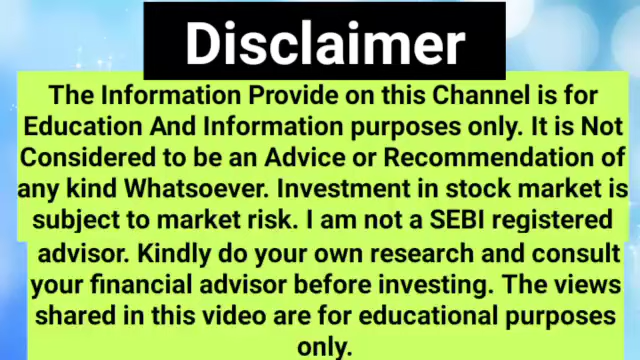 Disclaimer
The Information Provide on this Channel is for
Education And Information purposes only. It is Not
Considered to be an Advice or Recommendation of
any kind Whatsoever. Investment in stock market is
subject to market risk. I am not a SEBI registered
advisor. Kindly do your own research and consult
your financial advisor before investing. The views
shared in this video are for educational purposes
only.